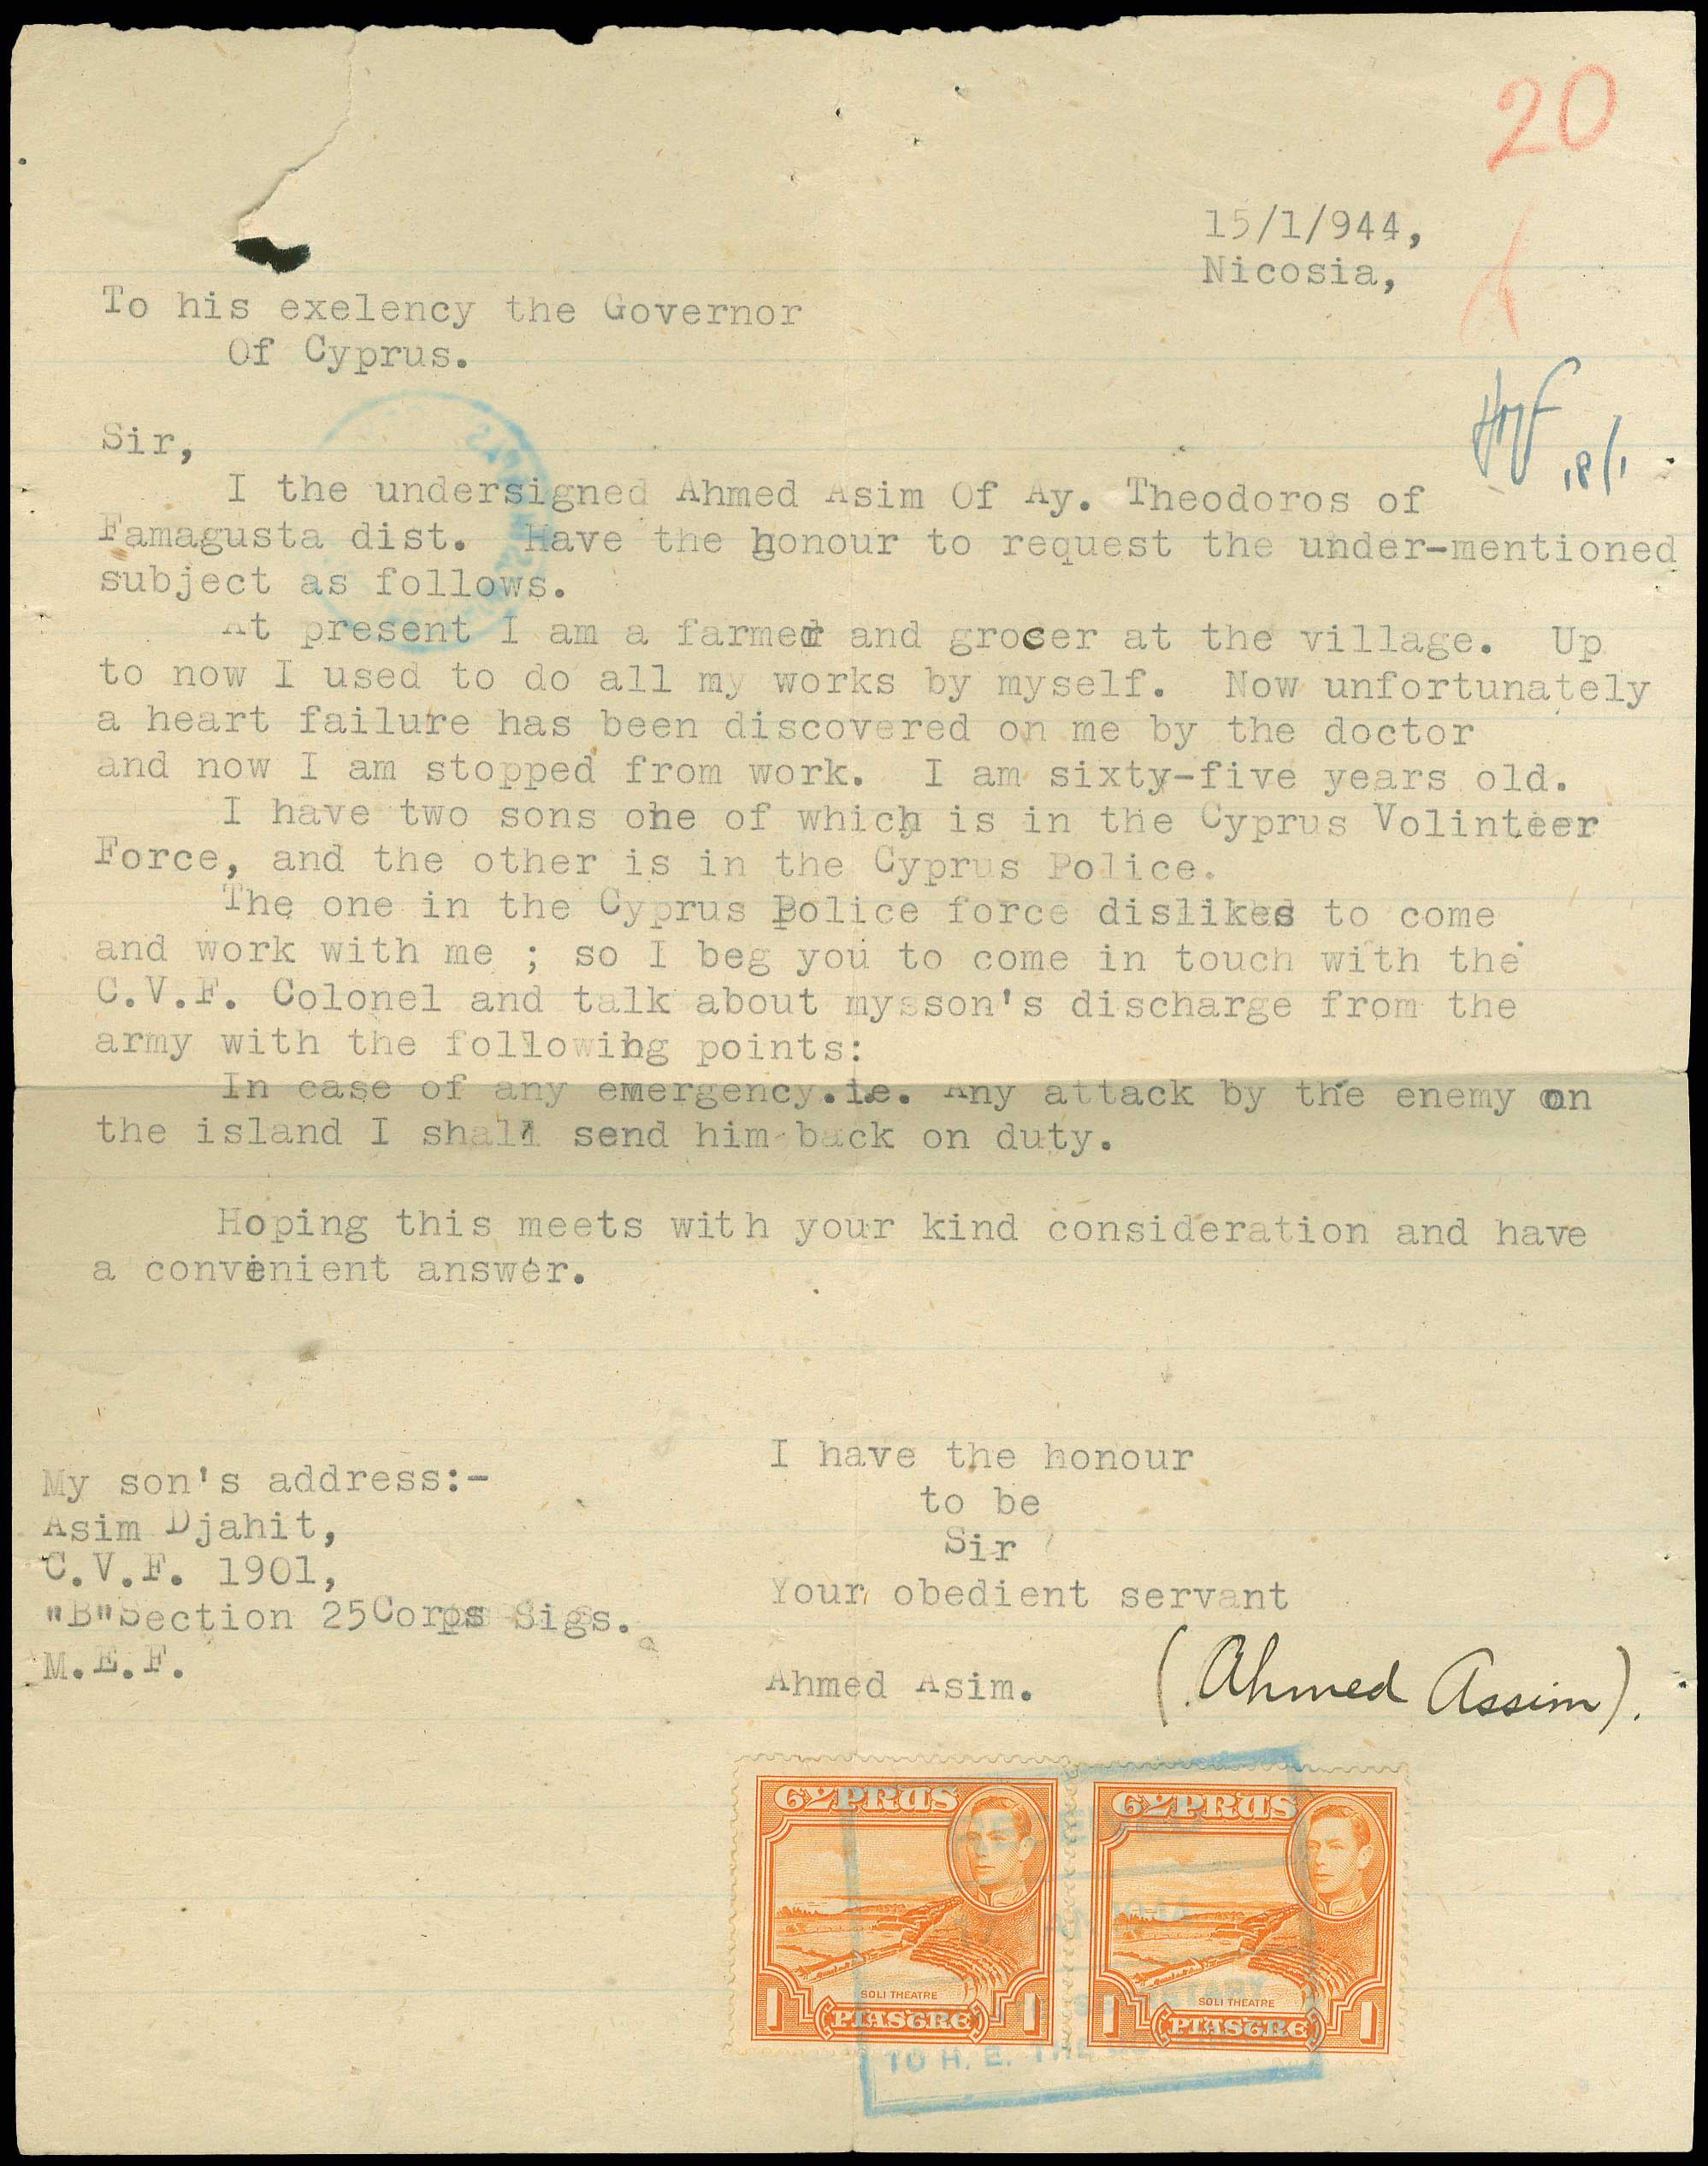 20
15/1/944,
Nicosia,
To his exelency the Governor
Of Cyprus.
18/1
Sir,
I the undersigned Ahmed Asim Of Ay. Theodoros of
Famagusta dist. Have the honour to request the under-mentioned
subject as follows.
At present I am a farmer and grocer at the village. Up
to now I used to do all my works by myself. Now unfortunately
a heart failure has been discovered on me by the doctor
and now I am stopped from work. I am sixty-five years old.
I have two sons one of which is in the Cyprus Volinteer
Force, and the other is in the Cyprus Police.
The one in the Cyprus Police force dislikes to come
and work with me ; so I beg you to come in touch with the
C.V.F. Colonel and talk about my son's discharge from the
army with the following points:
In case of any emergency.i.e. Any attack by the enemy on
the island I shall send him back on duty.
Hoping this meets with your kind consideration and have
a convenient answer.
I have the honour
to be
Sir
Your obedient servant
Ahmed Asim. (Ahmed Assim).
My son's address:-
Asim Djahit,
C.V.F. 1901,
"B"Section 25Corps Sigs.
M.E.F.
CYPRUS CYPRUS
SOLI THEATRE SOLI THEATRE
1 PIASTRE 1 1 PIASTRE 1
TO H. E. THE